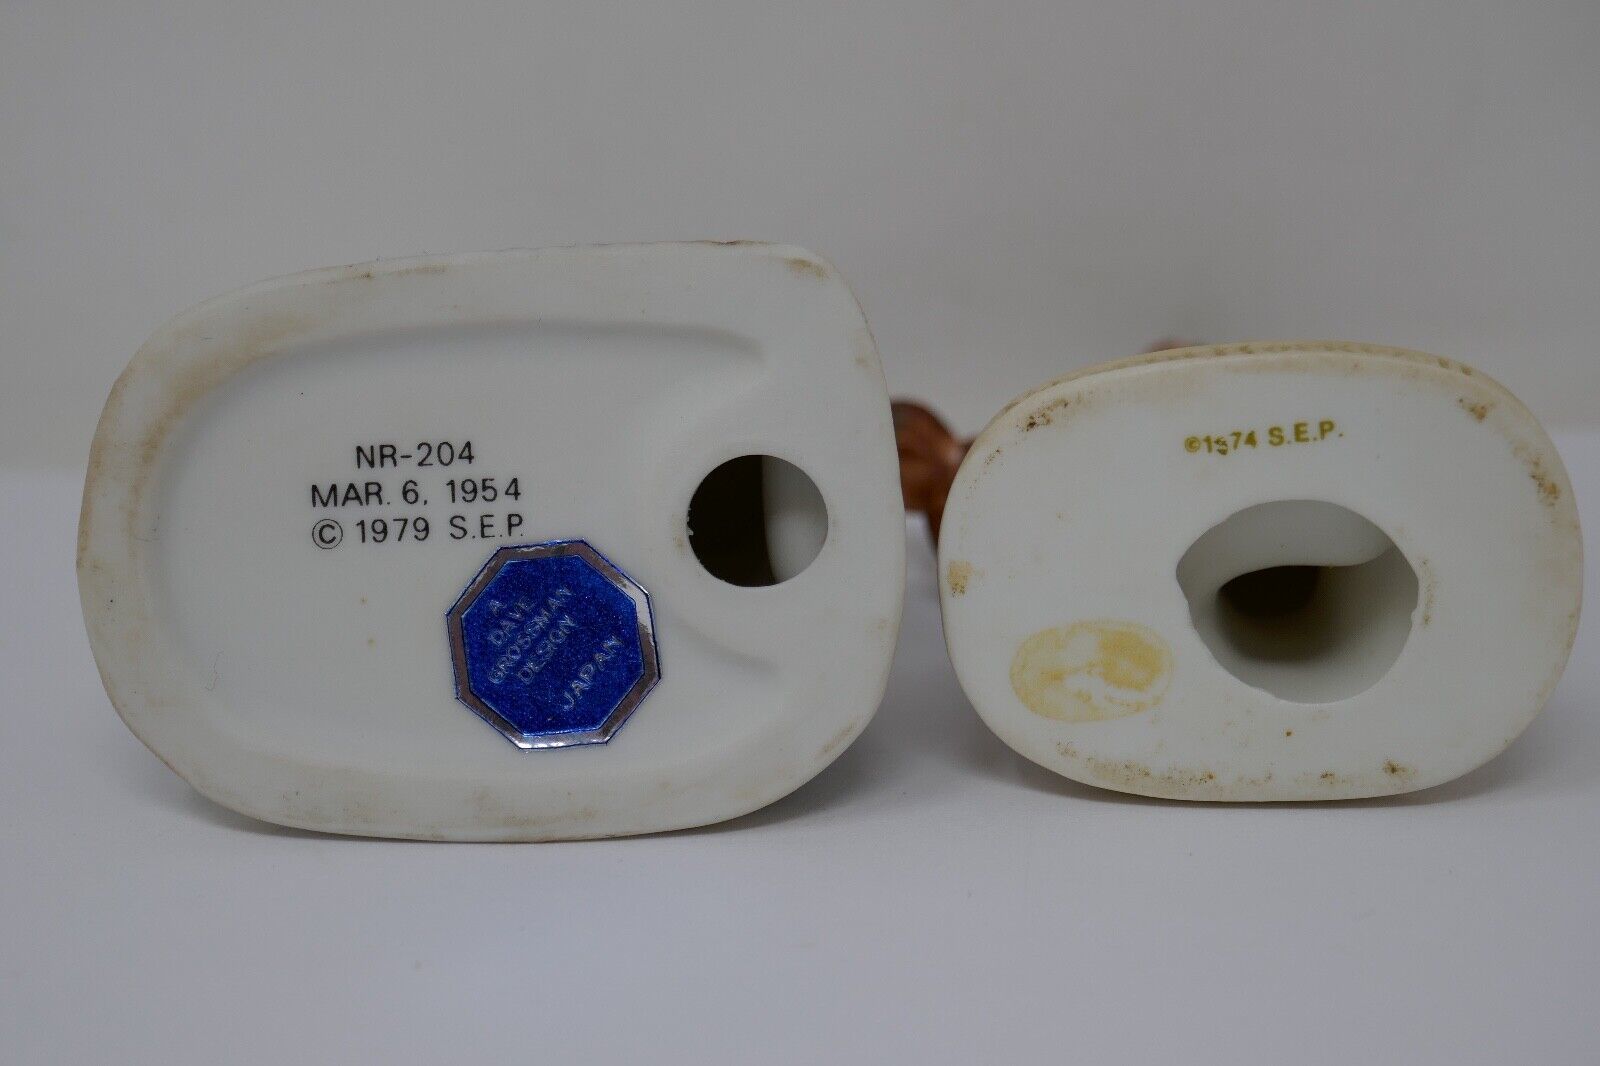 NR-204
MAR. 6, 1954
© 1979 S.E.P.
A
DAVE
GROSSMAN
DESIGN
JAPAN
©1974 S.E.P.